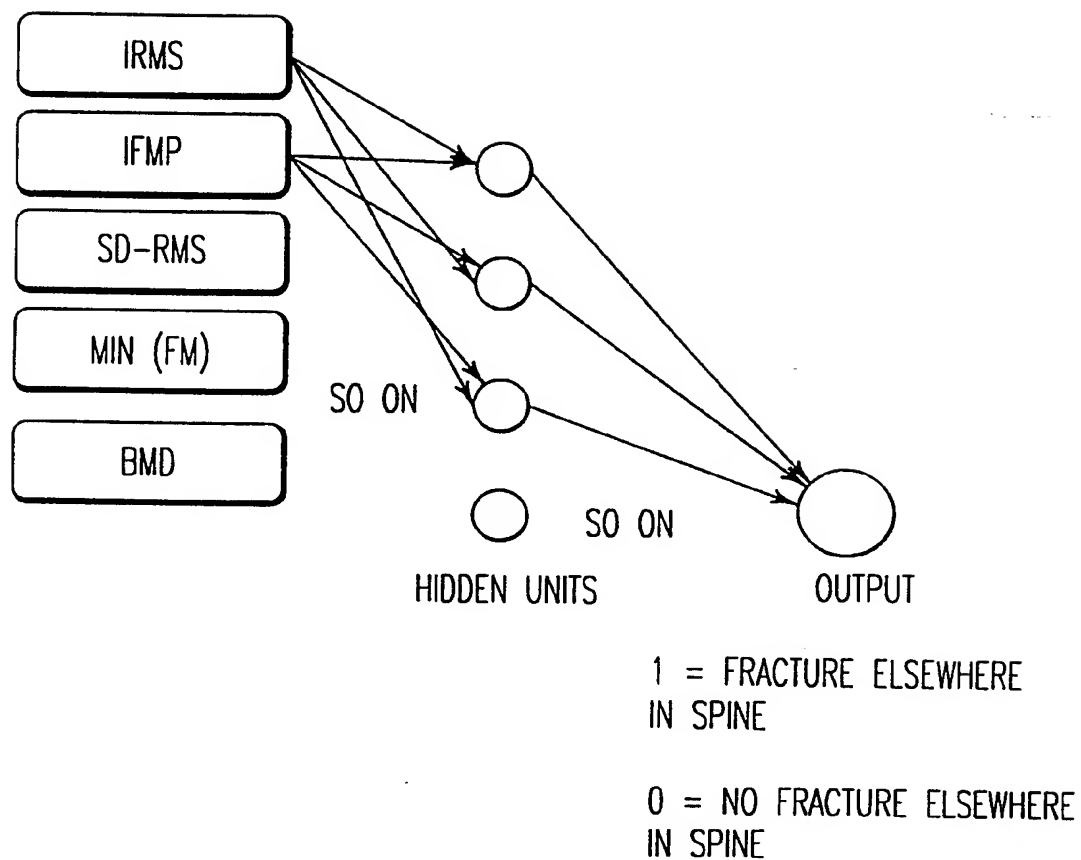 IRMS
IFMP
SD-RMS
MIN (FM)
BMD
SO ON
SO ON
HIDDEN UNITS
OUTPUT
1 = FRACTURE ELSEWHERE
IN SPINE
0 = NO FRACTURE ELSEWHERE
IN SPINE